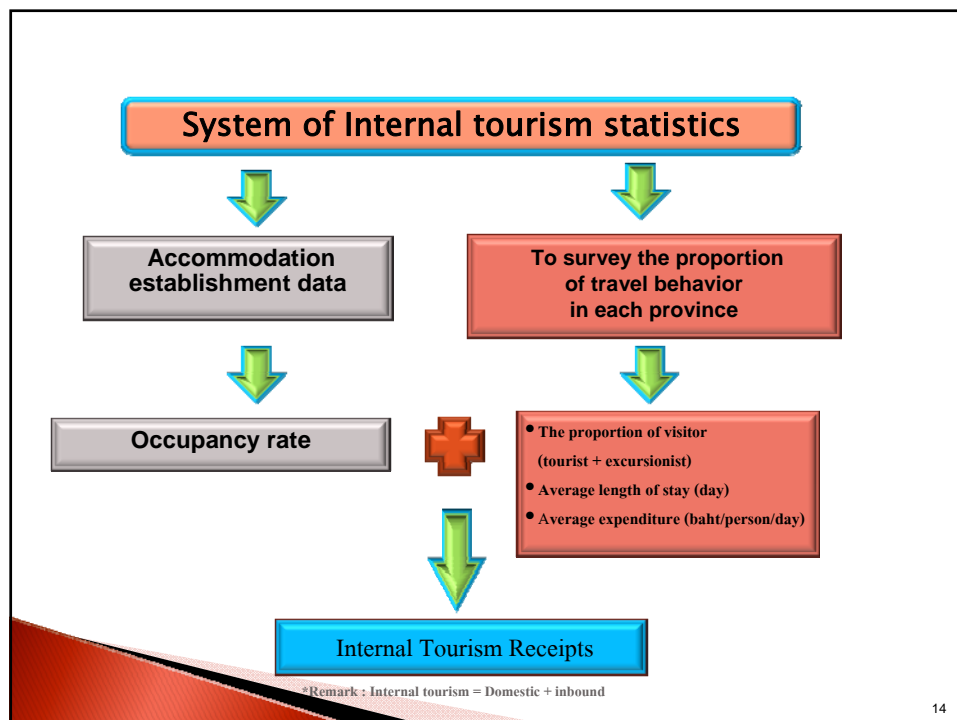 System of Internal tourism statistics
Accommodation
establishment data
To survey the proportion
of travel behavior
in each province
Occupancy rate
• The proportion of visitor
(tourist + excursionist)
• Average length of stay (day)
• Average expenditure (baht/person/day)
Internal Tourism Receipts
*Remark : Internal tourism = Domestic + inbound
14